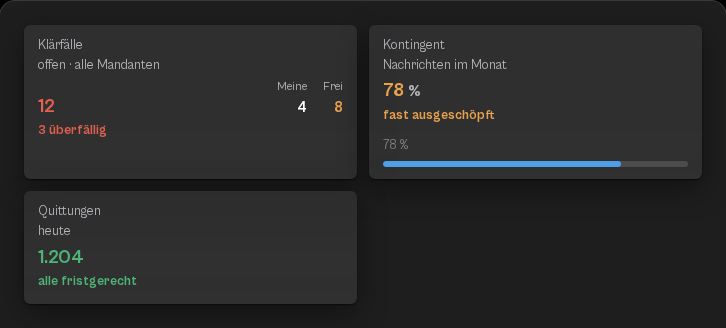 Klärfälle
offen · alle Mandanten
Meine Frei
12 4 8
3 überfällig
Kontingent
Nachrichten im Monat
78 %
fast ausgeschöpft
78 %
Quittungen
heute
1.204
alle fristgerecht